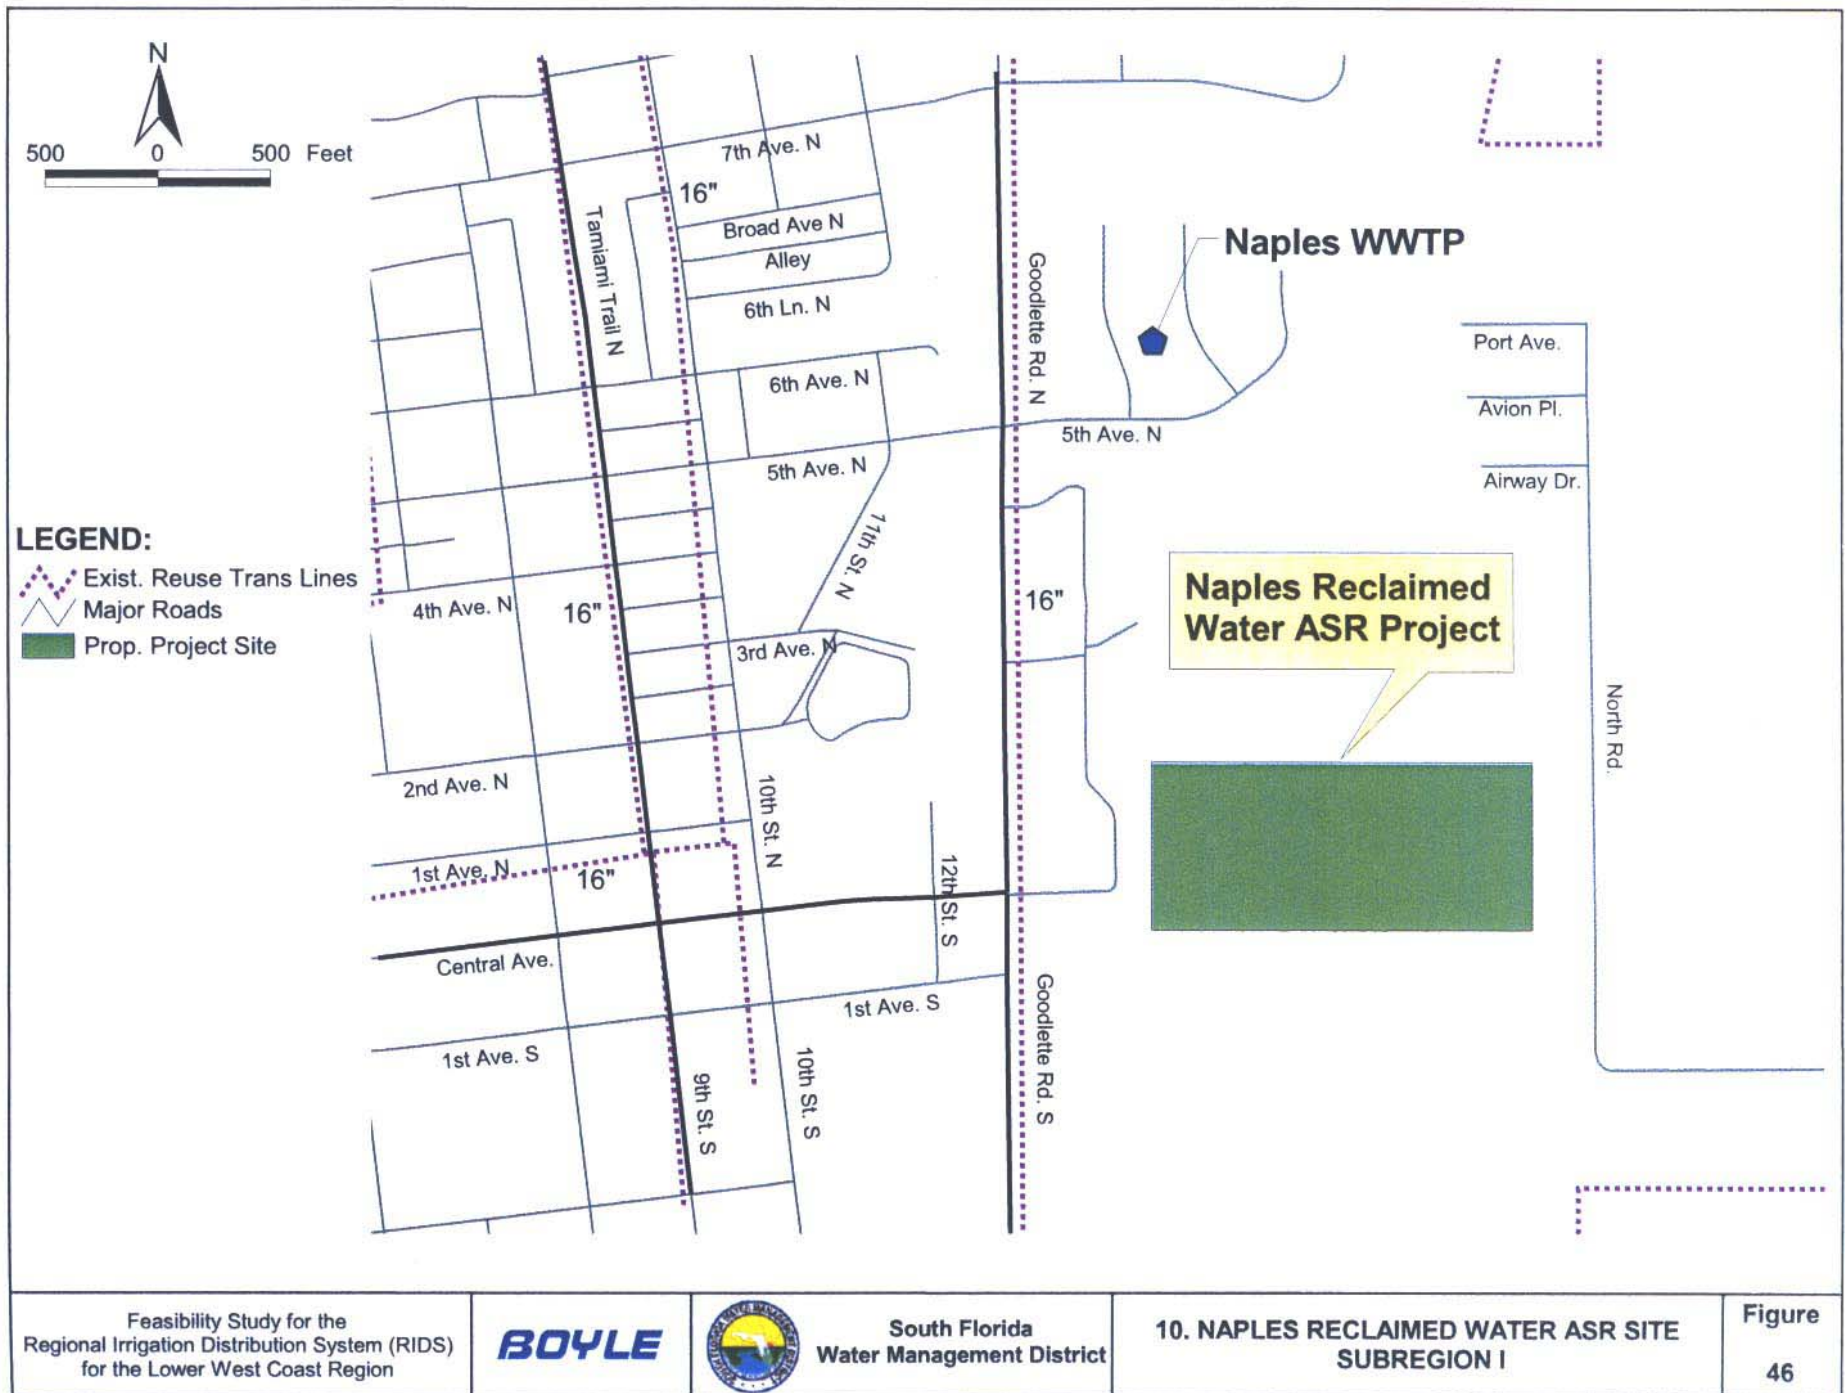 N
500 0 500 Feet
LEGEND:
Exist. Reuse Trans Lines
Major Roads
Prop. Project Site
7th Ave. N
16"
Broad Ave N
Alley
6th Ln. N
Tamiami Trail N
6th Ave. N
5th Ave. N
11th St. N
4th Ave. N
16"
3rd Ave. N
2nd Ave. N
10th St. N
1st Ave. N
16"
12th St. S
Central Ave.
1st Ave. S
1st Ave. S
9th St. S
10th St. S
Goodlette Rd. N
Naples WWTP
5th Ave. N
16"
Goodlette Rd. S
Port Ave.
Avion Pl.
Airway Dr.
Naples Reclaimed
Water ASR Project
North Rd.
Feasibility Study for the
Regional Irrigation Distribution System (RIDS)
for the Lower West Coast Region
BOYLE
South Florida
Water Management District
10. NAPLES RECLAIMED WATER ASR SITE
SUBREGION I
Figure
46